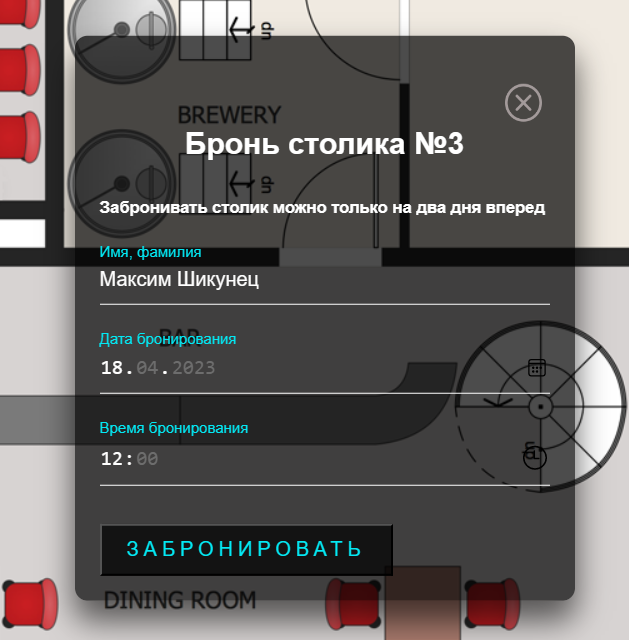 up
BREWERY
Бронь столика №3
up
Забронивать столик можно только на два дня вперед
Имя, фамилия
Максим Шикунец
BAR
Дата бронирования
18.04.2023
Время бронирования
12:00
ЗАБРОНИРОВАТЬ
DINING ROOM